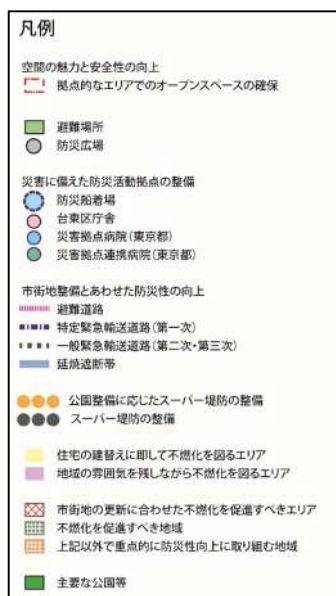 凡例
空間の魅力と安全性の向上
拠点的なエリアでのオープンスペースの確保
避難場所
防災広場
災害に備えた防災活動拠点の整備
防災船着場
台東区庁舎
災害拠点病院（東京都）
災害拠点連携病院（東京都）
市街地整備とあわせた防災性の向上
避難道路
特定緊急輸送道路（第一次）
一般緊急輸送道路（第二次・第三次）
延焼遮断帯
公園整備に応じたスーパー堤防の整備
スーパー堤防の整備
住宅の建替えに即して不燃化を図るエリア
地域の雰囲気を残しながら不燃化を図るエリア
市街地の更新に合わせた不燃化を促進すべきエリア
不燃化を促進すべき地域
上記以外で重点的に防災性向上に取り組む地域
主要な公園等